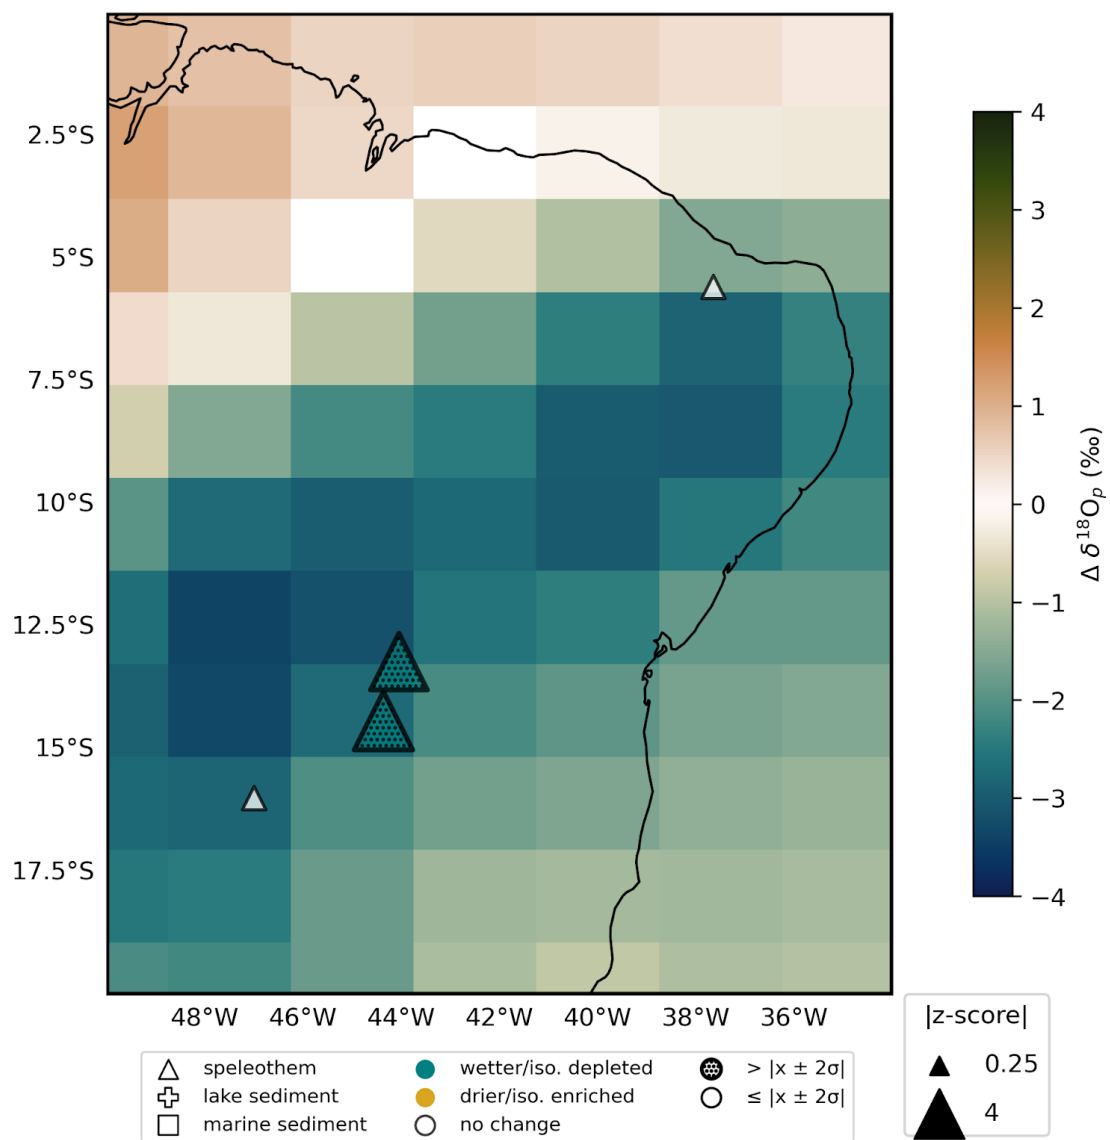 2.5°S
5°S
7.5°S
10°S
12.5°S
15°S
17.5°S
48°W 46°W 44°W 42°W 40°W 38°W 36°W
4
3
2
1
0
−1
−2
−3
−4
Δ δ¹⁸Oₚ (‰)
speleothem
lake sediment
marine sediment
wetter/iso. depleted
drier/iso. enriched
no change
> |x ± 2σ|
≤ |x ± 2σ|
|z-score|
0.25
4